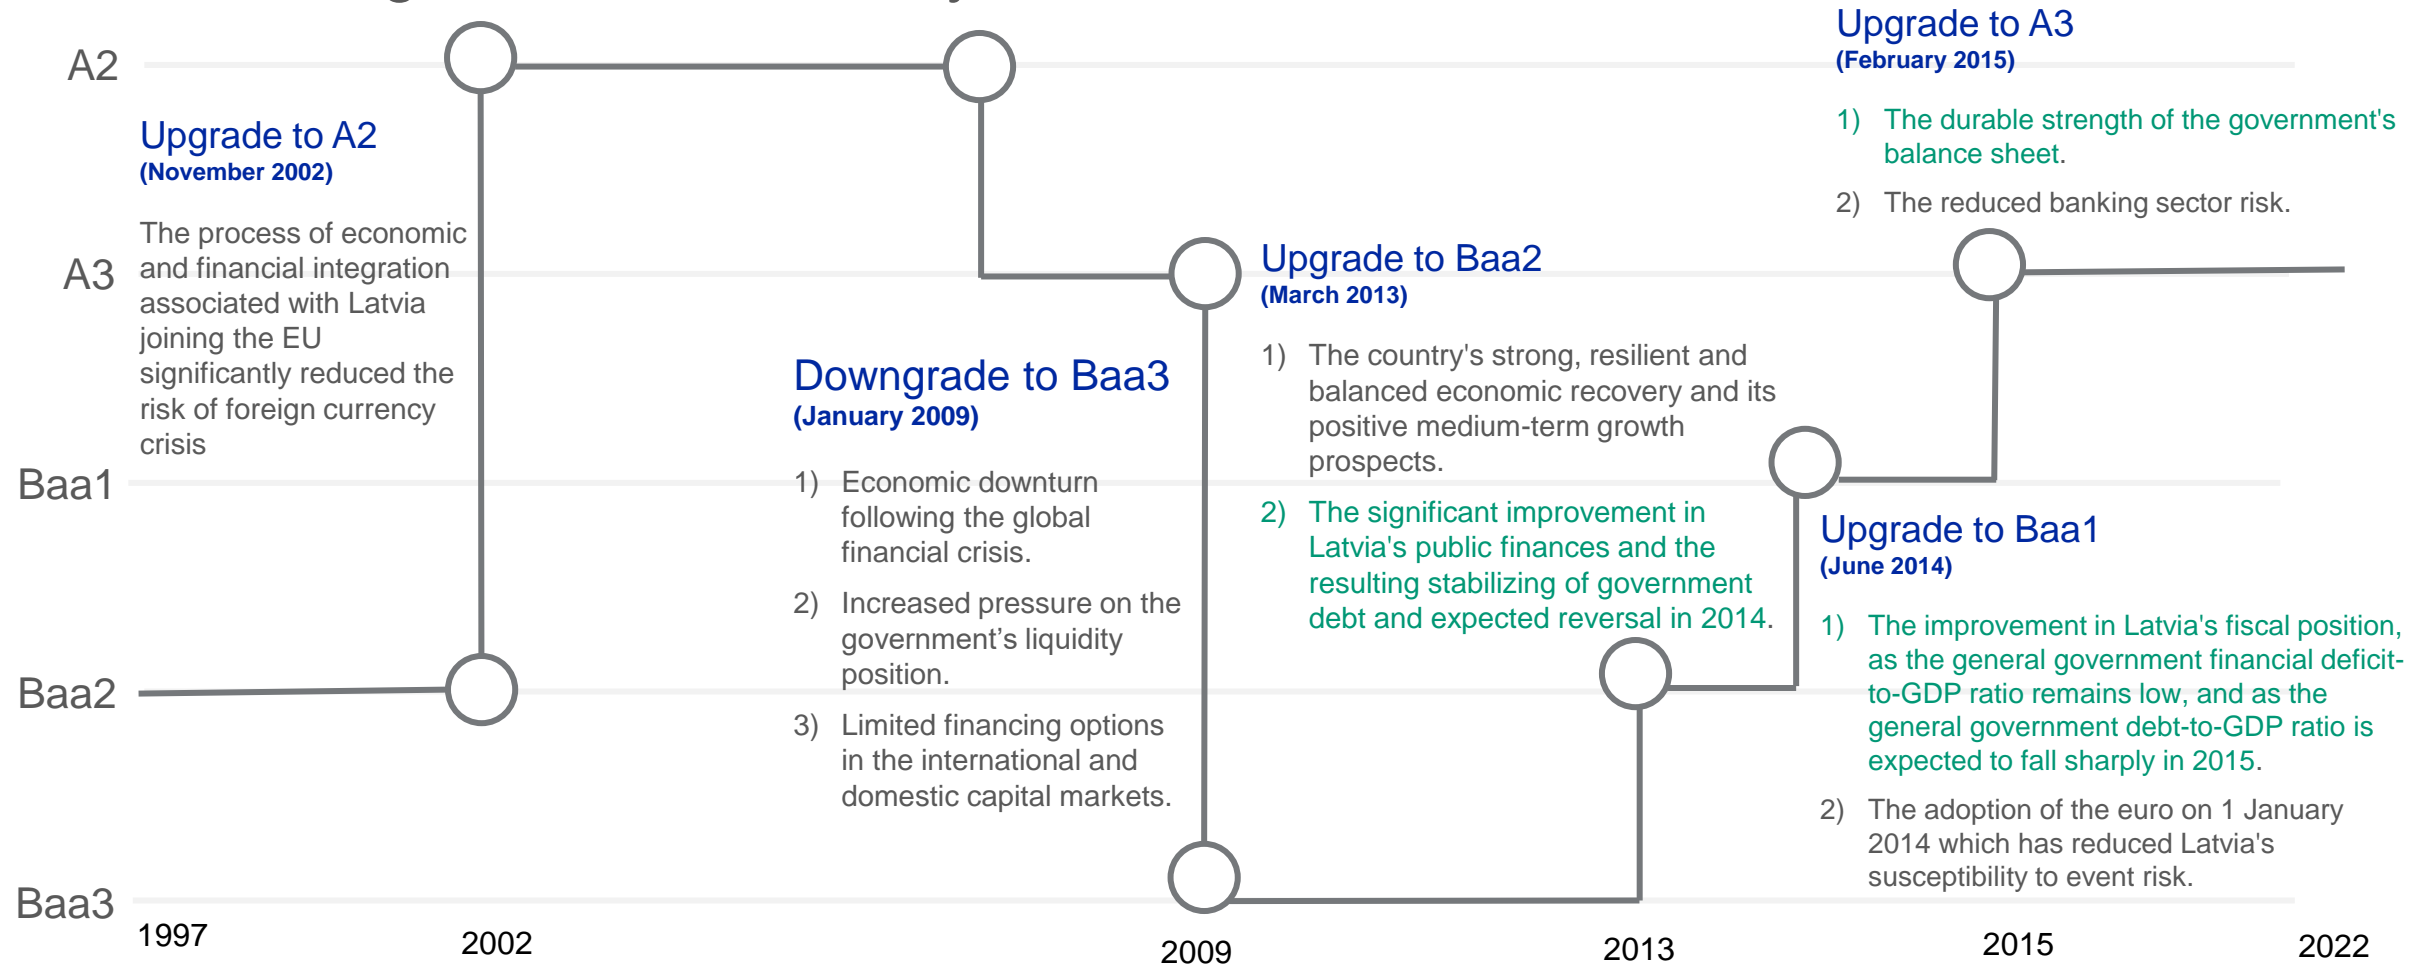 A2
Upgrade to A2
(November 2002)
The process of economic
and financial integration
associated with Latvia
joining the EU
significantly reduced the
risk of foreign currency
crisis
A3
Baa1
Baa2
Baa3
Downgrade to Baa3
(January 2009)
1) Economic downturn
following the global
financial crisis.
2) Increased pressure on the
government’s liquidity
position.
3) Limited financing options
in the international and
domestic capital markets.
Upgrade to Baa2
(March 2013)
1) The country's strong, resilient and
balanced economic recovery and its
positive medium-term growth
prospects.
2) The significant improvement in
Latvia's public finances and the
resulting stabilizing of government
debt and expected reversal in 2014.
Upgrade to A3
(February 2015)
1) The durable strength of the government's
balance sheet.
2) The reduced banking sector risk.
Upgrade to Baa1
(June 2014)
1) The improvement in Latvia's fiscal position,
as the general government financial deficit-
to-GDP ratio remains low, and as the
general government debt-to-GDP ratio is
expected to fall sharply in 2015.
2) The adoption of the euro on 1 January
2014 which has reduced Latvia's
susceptibility to event risk.
1997
2002
2009
2013
2015
2022